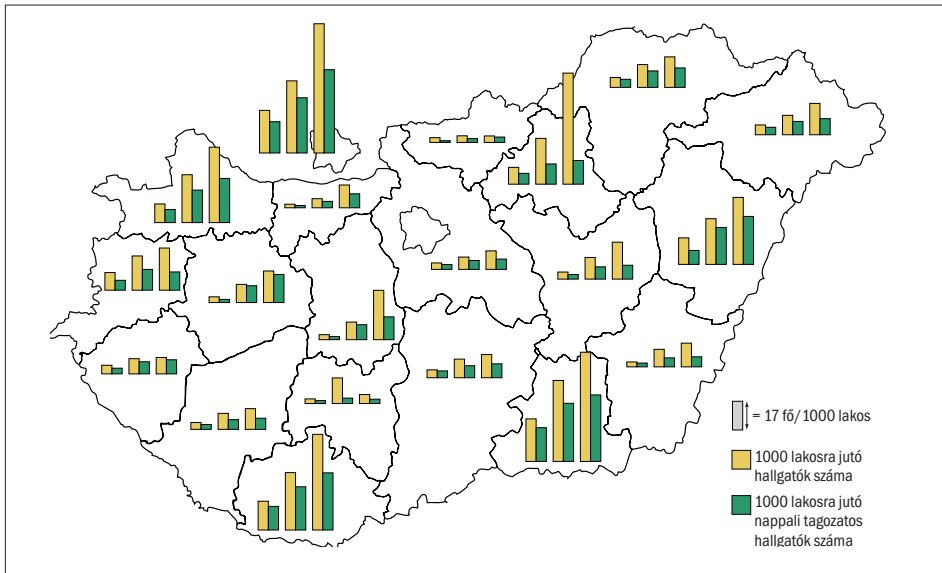 = 17 fő/1000 lakos
1000 lakosra jutó
hallgatók száma
1000 lakosra jutó
nappali tagozatos
hallgatók száma